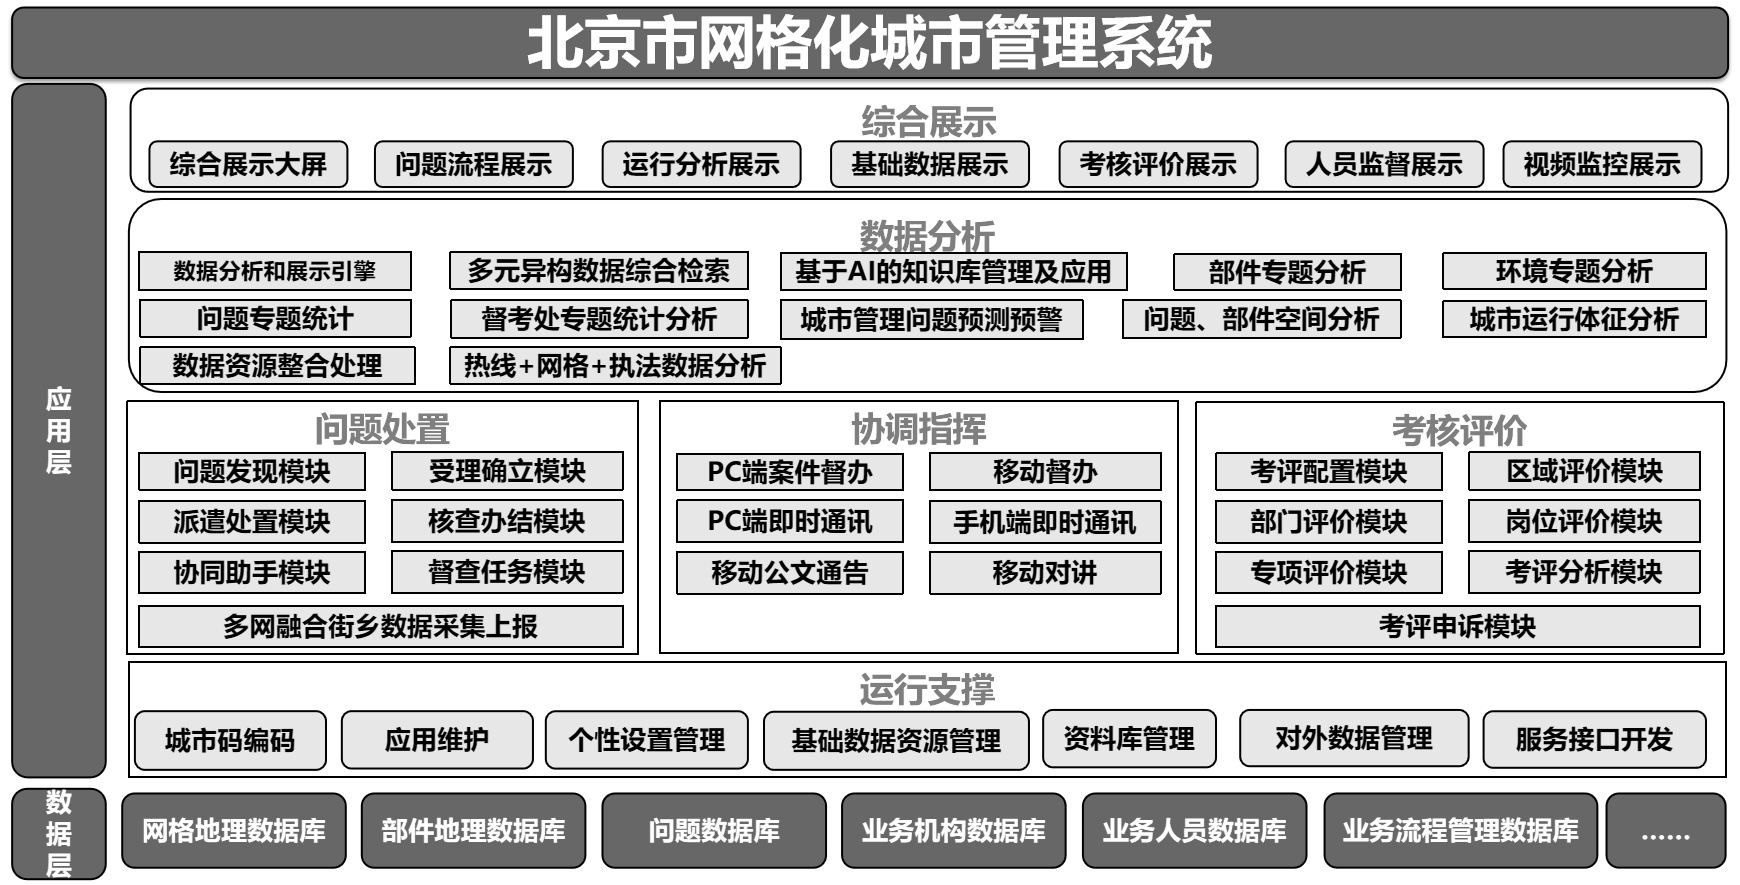 北京市网格化城市管理系统
应用层
综合展示
综合展示大屏 问题流程展示 运行分析展示 基础数据展示 考核评价展示 人员监督展示 视频监控展示
数据分析
数据分析和展示引擎 多元异构数据综合检索 基于AI的知识库管理及应用 部件专题分析 环境专题分析
问题专题统计 督考处专题统计分析 城市管理问题预测预警 问题、部件空间分析 城市运行体征分析
数据资源整合处理 热线+网格+执法数据分析
问题处置
问题发现模块 受理确立模块
派遣处置模块 核查办结模块
协同助手模块 督查任务模块
多网融合街乡数据采集上报
协调指挥
PC端案件督办 移动督办
PC端即时通讯 手机端即时通讯
移动公文通告 移动对讲
考核评价
考评配置模块 区域评价模块
部门评价模块 岗位评价模块
专项评价模块 考评分析模块
考评申诉模块
运行支撑
城市码编码 应用维护 个性设置管理 基础数据资源管理 资料库管理 对外数据管理 服务接口开发
数据层
网格地理数据库 部件地理数据库 问题数据库 业务机构数据库 业务人员数据库 业务流程管理数据库 ......